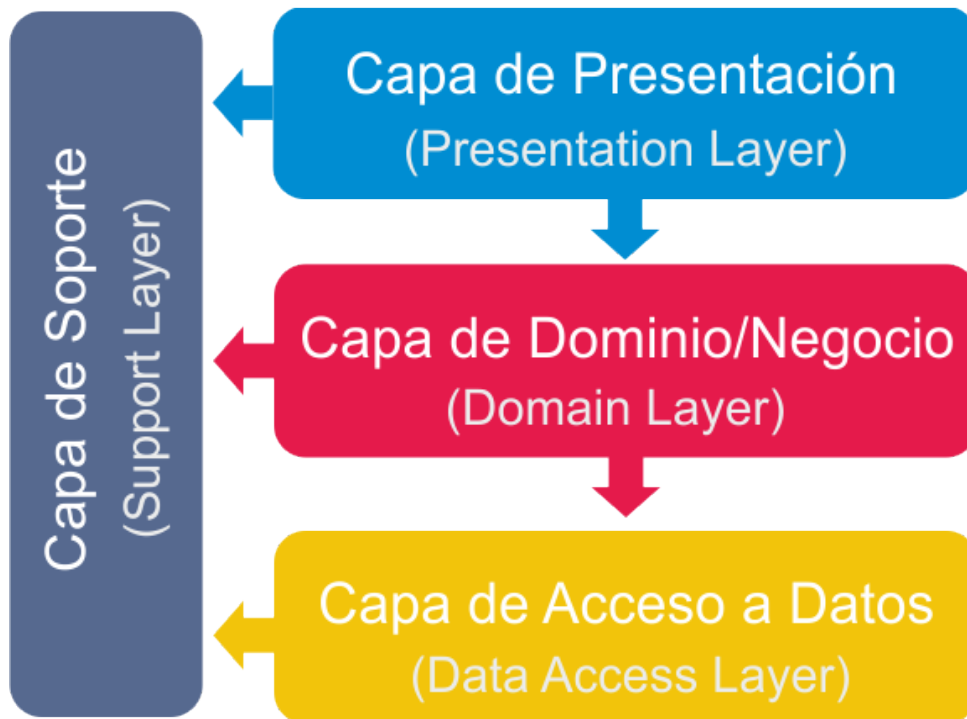 Capa de Soporte
(Support Layer)
Capa de Presentación
(Presentation Layer)
Capa de Dominio/Negocio
(Domain Layer)
Capa de Acceso a Datos
(Data Access Layer)